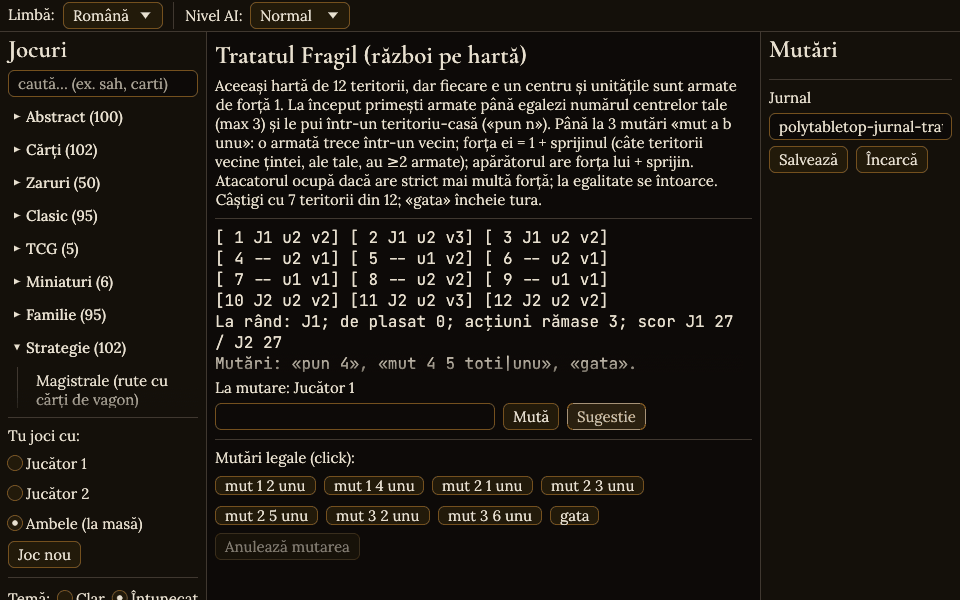 Limbă: Română ▼ Nivel AI: Normal ▼
Jocuri
caută... (ex. sah, carti)
▸ Abstract (100)
▸ Cărți (102)
▸ Zaruri (50)
▸ Clasic (95)
▸ TCG (5)
▸ Miniaturi (6)
▸ Familie (95)
▾ Strategie (102)
Magistrale (rute cu
cărți de vagon)
Tu joci cu:
Jucător 1
Jucător 2
Ambele (la masă)
Joc nou
Temă: Clar Întunecat
Tratatul Fragil (război pe hartă)
Aceeași hartă de 12 teritorii, dar fiecare e un centru și unitățile sunt armate
de forță 1. La început primești armate până egalezi numărul centrelor tale
(max 3) și le pui într-un teritoriu-casă («pun n»). Până la 3 mutări «mut a b
unu»: o armată trece într-un vecin; forța ei = 1 + sprijinul (câte teritorii
vecine țintei, ale tale, au ≥2 armate); apărătorul are forța lui + sprijin.
Atacatorul ocupă dacă are strict mai multă forță; la egalitate se întoarce.
Câștigi cu 7 teritorii din 12; «gata» încheie tura.
[ 1 J1 u2 v2] [ 2 J1 u2 v3] [ 3 J1 u2 v2]
[ 4 -- u2 v1] [ 5 -- u1 v2] [ 6 -- u2 v2]
[ 7 -- u1 v1] [ 8 -- u2 v2] [ 9 -- u1 v1]
[10 J2 u2 v2] [11 J2 u2 v3] [12 J2 u2 v2]
La rând: J1; de plasat 0; acțiuni rămase 3; scor J1 27
/ J2 27
Mutări: «pun 4», «mut 4 5 toti|unu», «gata».
La mutare: Jucător 1
Mută Sugestie
Mutări legale (click):
mut 1 2 unu mut 1 4 unu mut 2 1 unu mut 2 3 unu
mut 2 5 unu mut 3 2 unu mut 3 6 unu gata
Anulează mutarea
Mutări
Jurnal
polytabletop-jurnal-tra
Salvează Încarcă